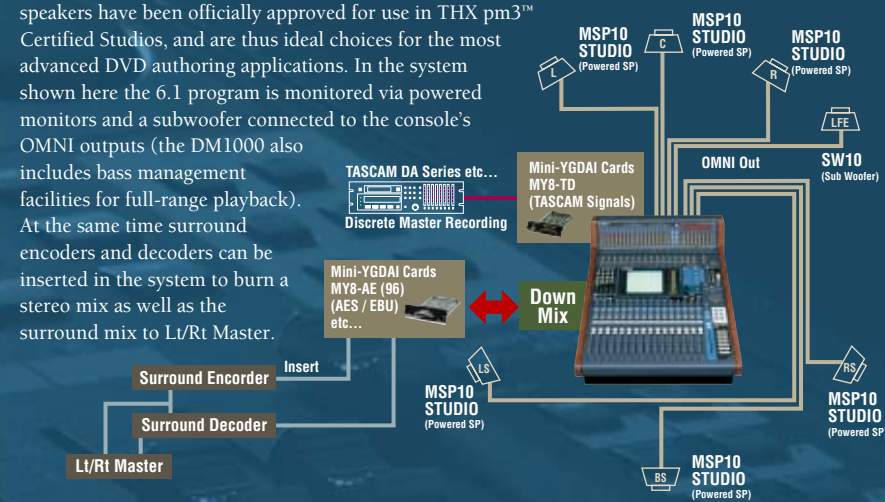 speakers have been officially approved for use in THX pm3™
Certified Studios, and are thus ideal choices for the most
advanced DVD authoring applications. In the system
shown here the 6.1 program is monitored via powered
monitors and a subwoofer connected to the console's
OMNI outputs (the DM1000 also
includes bass management
facilities for full-range playback).
At the same time surround
encoders and decoders can be
inserted in the system to burn a
stereo mix as well as the
surround mix to Lt/Rt Master.
MSP10
STUDIO
(Powered SP)
L
C
MSP10
STUDIO
(Powered SP)
R
MSP10
STUDIO
(Powered SP)
LFE
SW10
(Sub Woofer)
OMNI Out
TASCAM DA Series etc...
Discrete Master Recording
Mini-YGDAI Cards
MY8-TD
(TASCAM Signals)
Mini-YGDAI Cards
MY8-AE (96)
(AES / EBU)
etc...
Down
Mix
Insert
Surround Encorder
Surround Decoder
Lt/Rt Master
LS
MSP10
STUDIO
(Powered SP)
RS
MSP10
STUDIO
(Powered SP)
BS
MSP10
STUDIO
(Powered SP)